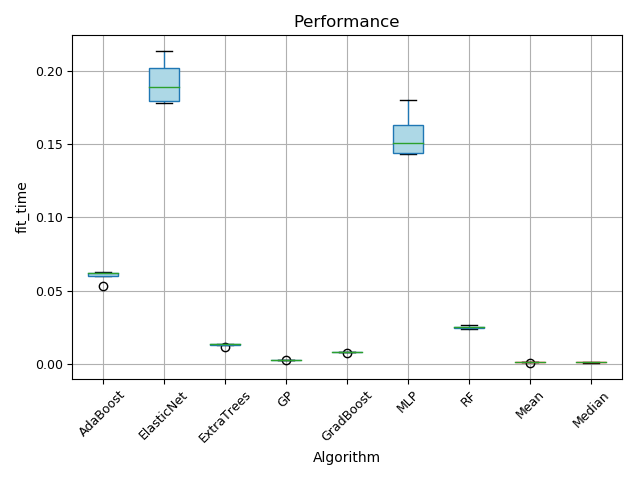 Performance
fit_time
0.20
0.15
0.10
0.05
0.00
AdaBoost
ElasticNet
ExtraTrees
GP
GradBoost
MLP
RF
Mean
Median
Algorithm